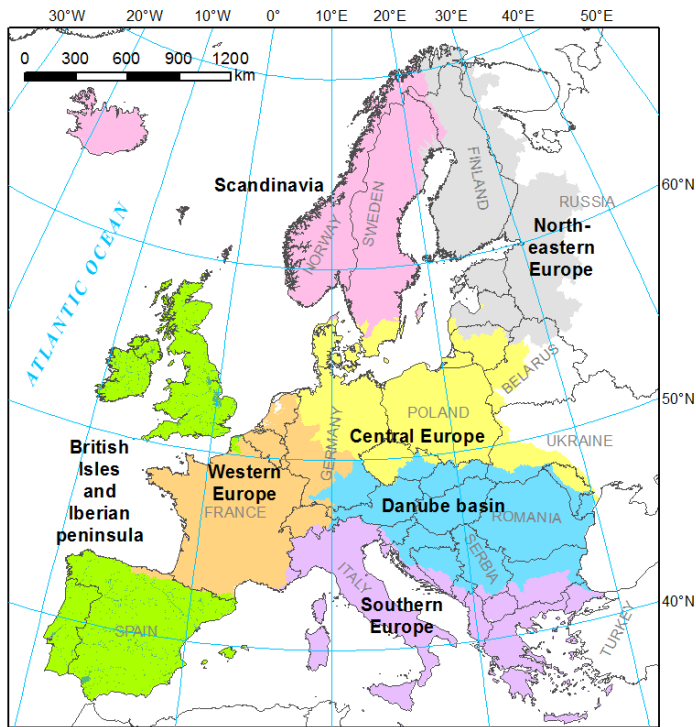 30°W 20°W 10°W 0° 10°E 20°E 30°E 40°E 50°E
0 300 600 900 1200
km
60°N
50°N
40°N
ATLANTIC OCEAN
Scandinavia
NORWAY
SWEDEN
FINLAND
RUSSIA
North-
eastern
Europe
BELARUS
POLAND
GERMANY
Central Europe
UKRAINE
British
Isles
and
Iberian
peninsula
Western
Europe
FRANCE
Danube basin
ROMANIA
SERBIA
ITALY
Southern
Europe
SPAIN
TURKEY